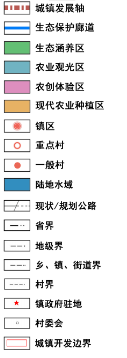 城镇发展轴
生态保护廊道
生态涵养区
农业观光区
农创体验区
现代农业种植区
镇区
重点村
一般村
陆地水域
现状/规划公路
省界
地级界
乡、镇、街道界
村界
镇政府驻地
村委会
城镇开发边界